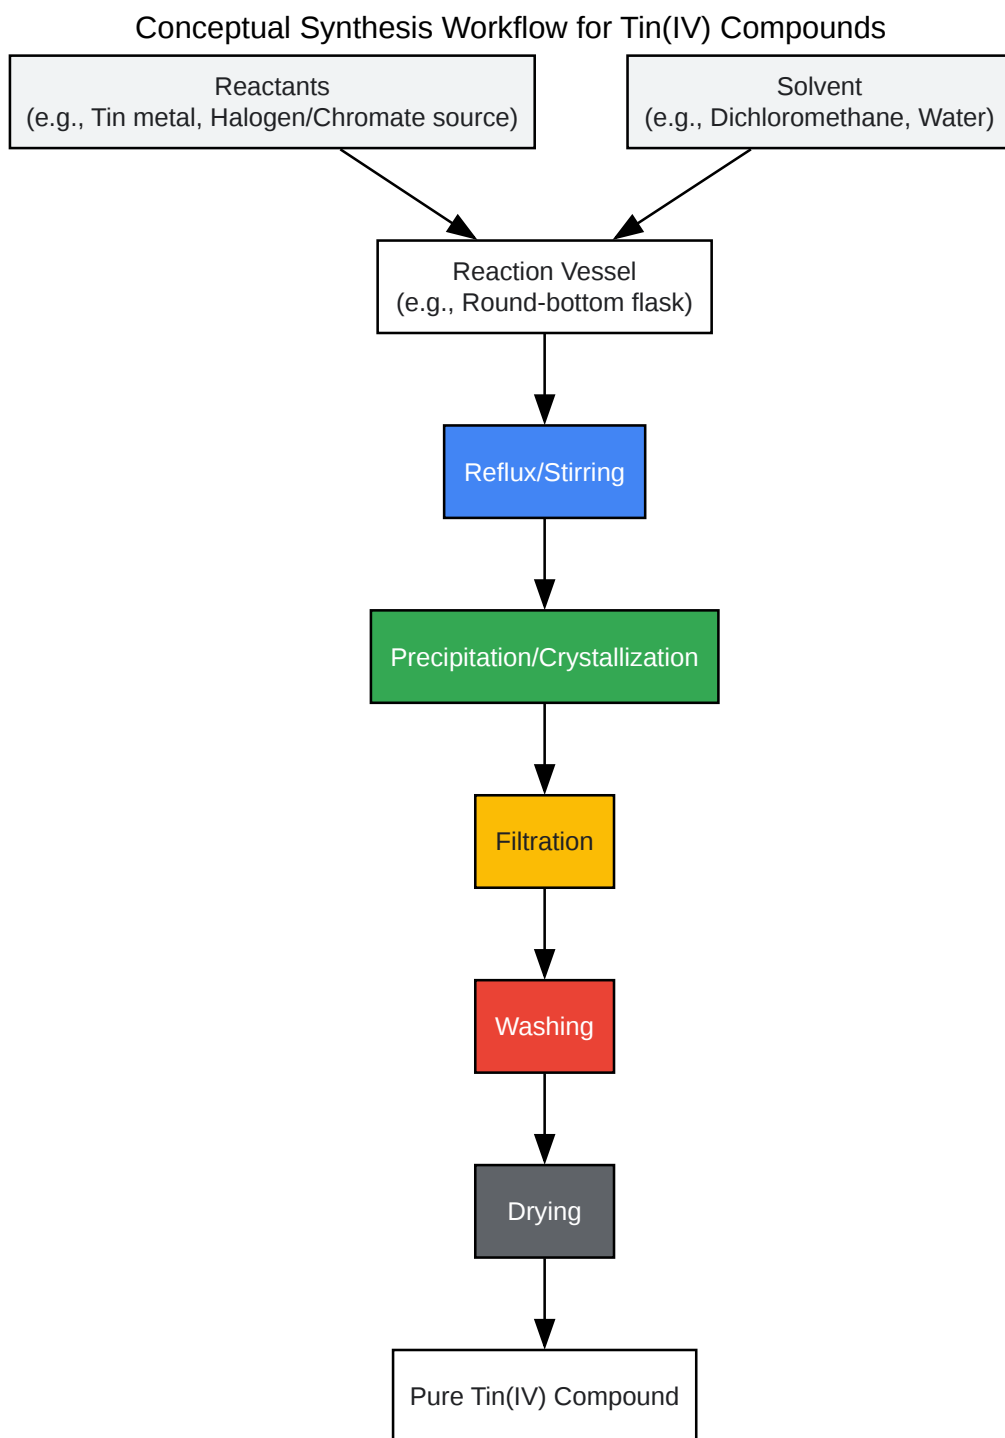 Conceptual Synthesis Workflow for Tin(IV) Compounds
Reactants
(e.g., Tin metal, Halogen/Chromate source)
Solvent
(e.g., Dichloromethane, Water)
Reaction Vessel
(e.g., Round-bottom flask)
Reflux/Stirring
Precipitation/Crystallization
Filtration
Washing
Drying
Pure Tin(IV) Compound